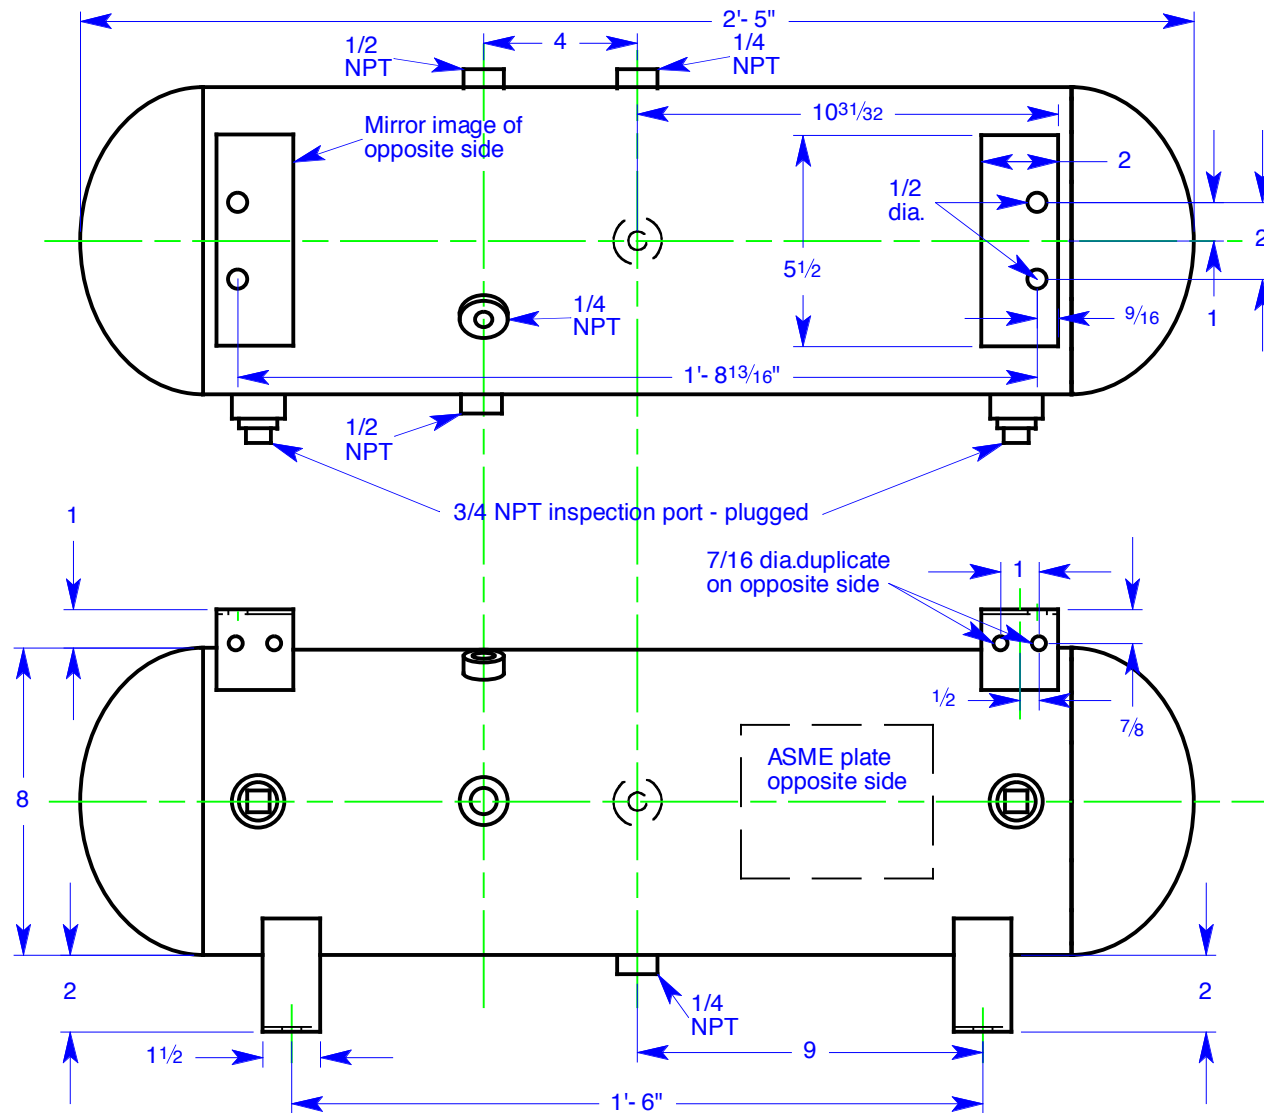 2'- 5"
4
1/2
NPT
1/4
NPT
10 31/32
Mirror image of
opposite side
2
1/2
dia.
1
2
5 1/2
1/4
NPT
9/16
1
1'- 8 13/16"
1/2
NPT
3/4 NPT inspection port - plugged
1
7/16 dia.duplicate
on opposite side
1
1/2
7/8
ASME plate
opposite side
8
2
2
1/4
NPT
1 1/2
9
1'- 6"